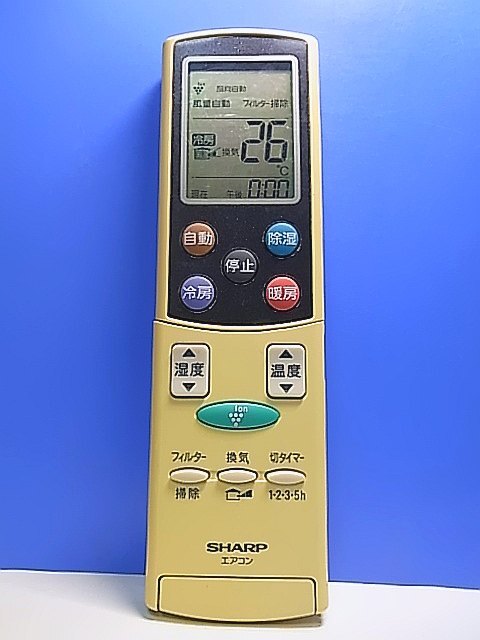 風向自動
風量自動 フィルター掃除
冷房
換気 26℃
現在 午後 0:00
自動 除湿
停止
冷房 暖房
湿度 温度
Ion
フィルター 換気 切タイマー
掃除 1・2・3・5h
SHARP
エアコン